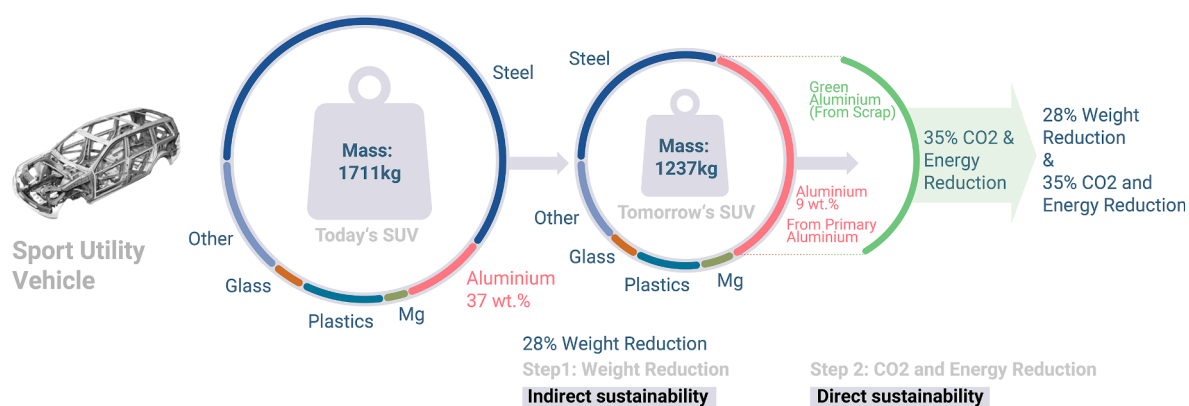 Sport Utility
Vehicle
Steel
Mass:
1711kg
Today's SUV
Other
Glass
Plastics
Mg
Aluminium
37 wt.%
Steel
Mass:
1237kg
Tomorrow's SUV
Other
Glass
Plastics
Mg
Green
Aluminium
(From Scrap)
Aluminium
9 wt.%
From Primary
Aluminium
35% CO2 &
Energy
Reduction
28% Weight
Reduction
&
35% CO2 and
Energy Reduction
28% Weight Reduction
Step1: Weight Reduction
Indirect sustainability
Step 2: CO2 and Energy Reduction
Direct sustainability